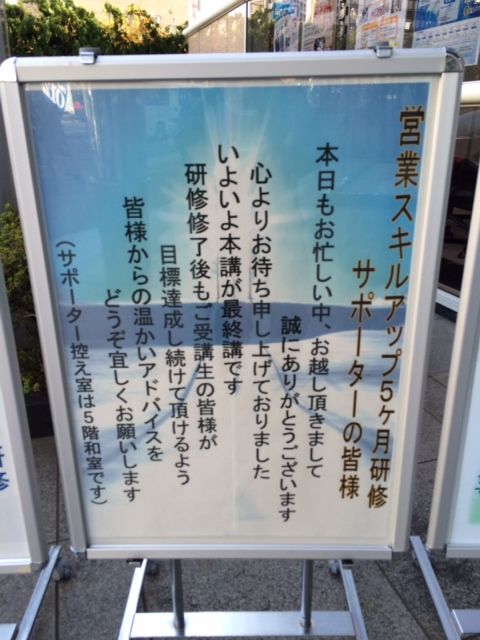 営業スキルアップ5ヶ月研修
サポーターの皆様
本日もお忙しい中、お越し頂きまして
誠にありがとうございます
心よりお待ち申し上げておりました
いよいよ本講が最終講です
研修修了後もご受講生の皆様が
目標達成し続けて頂けるよう
皆様からの温かいアドバイスを
どうぞ宜しくお願いします
（サポーター控え室は5階和室です）
研修